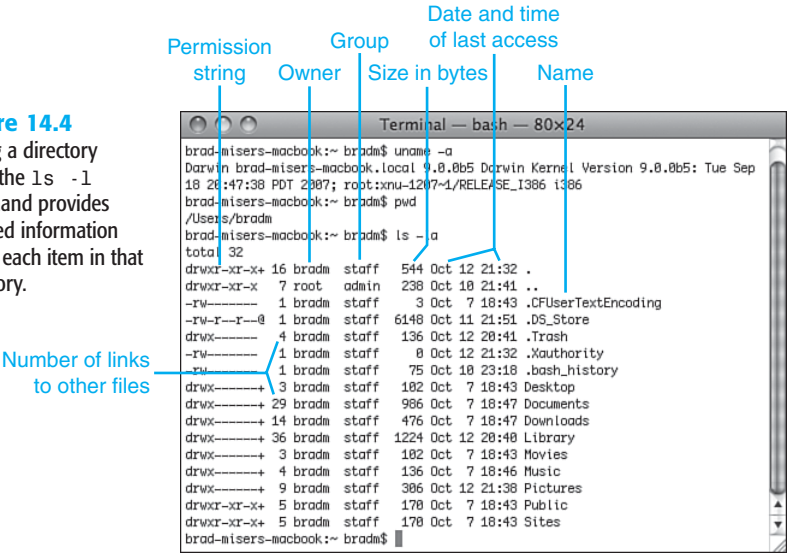 Date and time
of last access
Permission
string
Owner
Group
Size in bytes
Name
re 14.4
g a directory
the ls -l
and provides
ed information
each item in that
ory.
Number of links
to other files
Terminal — bash — 80×24
brad-misers-macbook:~ bradm$ uname -a
Darwin brad-misers-macbook.local 9.0.0b5 Darwin Kernel Version 9.0.0b5: Tue Sep
18 20:47:38 PDT 2007; root:xnu-1207~1/RELEASE_I386 i386
brad-misers-macbook:~ bradm$ pwd
/Users/bradm
brad-misers-macbook:~ bradm$ ls -la
total 32
drwxr-xr-x+ 16 bradm staff 544 Oct 12 21:32 .
drwxr-xr-x 7 root admin 238 Oct 10 21:41 ..
-rw------- 1 bradm staff 3 Oct 7 18:43 .CFUserTextEncoding
-rw-r--r--@ 1 bradm staff 6148 Oct 11 21:51 .DS_Store
drwx------ 4 bradm staff 136 Oct 12 20:41 .Trash
-rw------- 1 bradm staff 0 Oct 12 21:32 .Xauthority
-rw------- 1 bradm staff 75 Oct 10 23:18 .bash_history
drwx------+ 3 bradm staff 102 Oct 7 18:43 Desktop
drwx------+ 29 bradm staff 986 Oct 7 18:47 Documents
drwx------+ 14 bradm staff 476 Oct 7 18:47 Downloads
drwx------+ 36 bradm staff 1224 Oct 12 20:40 Library
drwx------+ 3 bradm staff 102 Oct 7 18:43 Movies
drwx------+ 4 bradm staff 136 Oct 7 18:46 Music
drwx------+ 9 bradm staff 306 Oct 12 21:38 Pictures
drwxr-xr-x+ 5 bradm staff 170 Oct 7 18:43 Public
drwxr-xr-x+ 5 bradm staff 170 Oct 7 18:43 Sites
brad-misers-macbook:~ bradm$